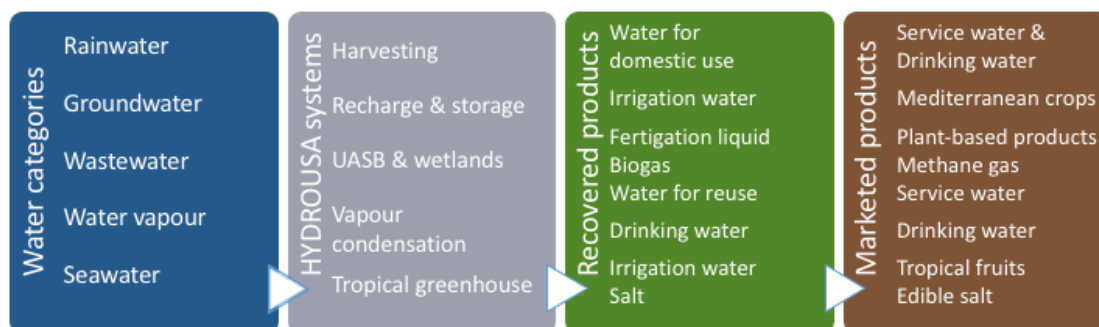 Water categories
Rainwater
Groundwater
Wastewater
Water vapour
Seawater
HYDROUSA systems
Harvesting
Recharge & storage
UASB & wetlands
Vapour
condensation
Tropical greenhouse
Recovered products
Water for
domestic use
Irrigation water
Fertigation liquid
Biogas
Water for reuse
Drinking water
Irrigation water
Salt
Marketed products
Service water &
Drinking water
Mediterranean crops
Plant-based products
Methane gas
Service water
Drinking water
Tropical fruits
Edible salt